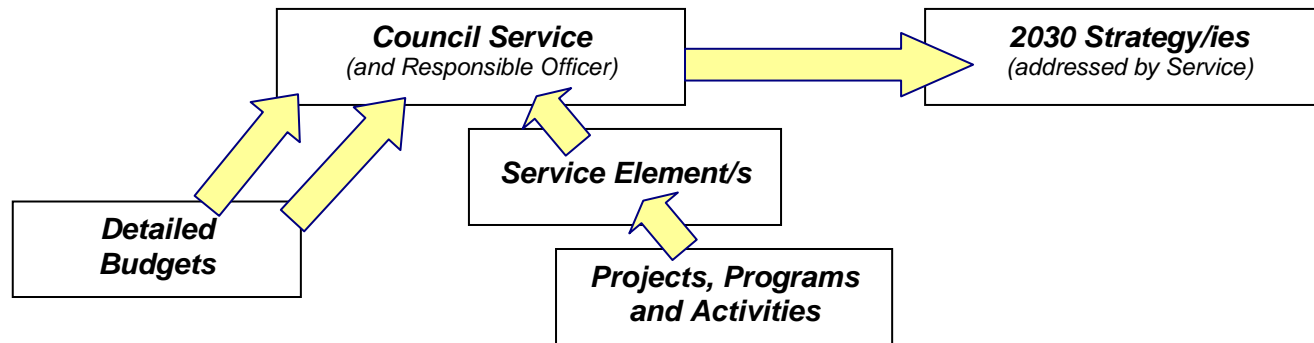 Council Service
(and Responsible Officer)
2030 Strategy/ies
(addressed by Service)
Service Element/s
Detailed
Budgets
Projects, Programs
and Activities